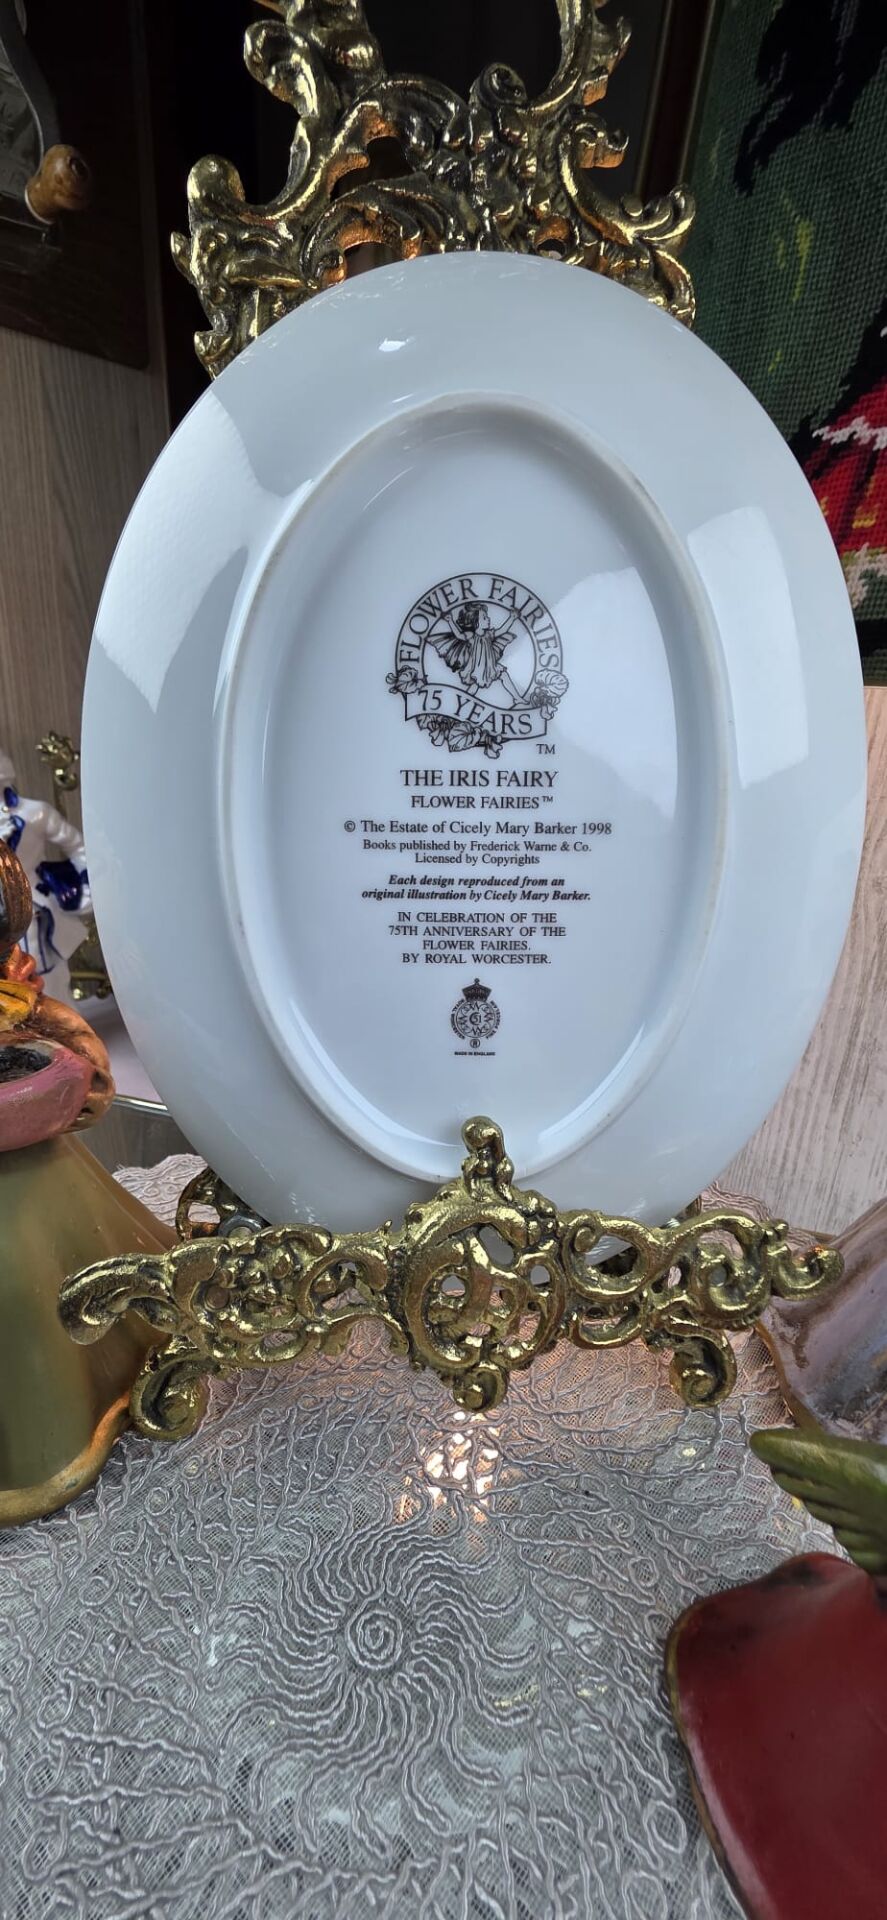 FLOWER FAIRIES
75 YEARS
TM
THE IRIS FAIRY
FLOWER FAIRIES™
© The Estate of Cicely Mary Barker 1998
Books published by Frederick Warne & Co.
Licensed by Copyrights
Each design reproduced from an
original illustration by Cicely Mary Barker.
IN CELEBRATION OF THE
75TH ANNIVERSARY OF THE
FLOWER FAIRIES.
BY ROYAL WORCESTER.
®
MADE IN ENGLAND